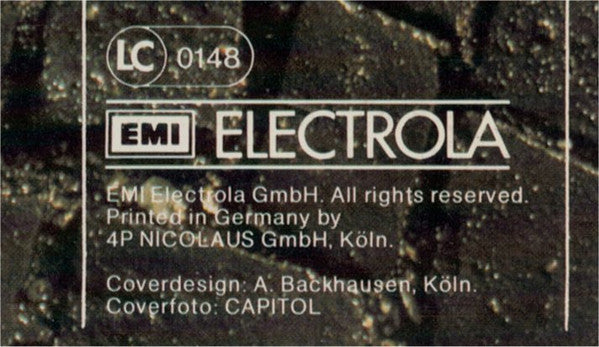 LC 0148
EMI ELECTROLA
EMI Electrola GmbH. All rights reserved.
Printed in Germany by
4P NICOLAUS GmbH, Köln.
Coverdesign: A. Backhausen, Köln.
Coverfoto: CAPITOL